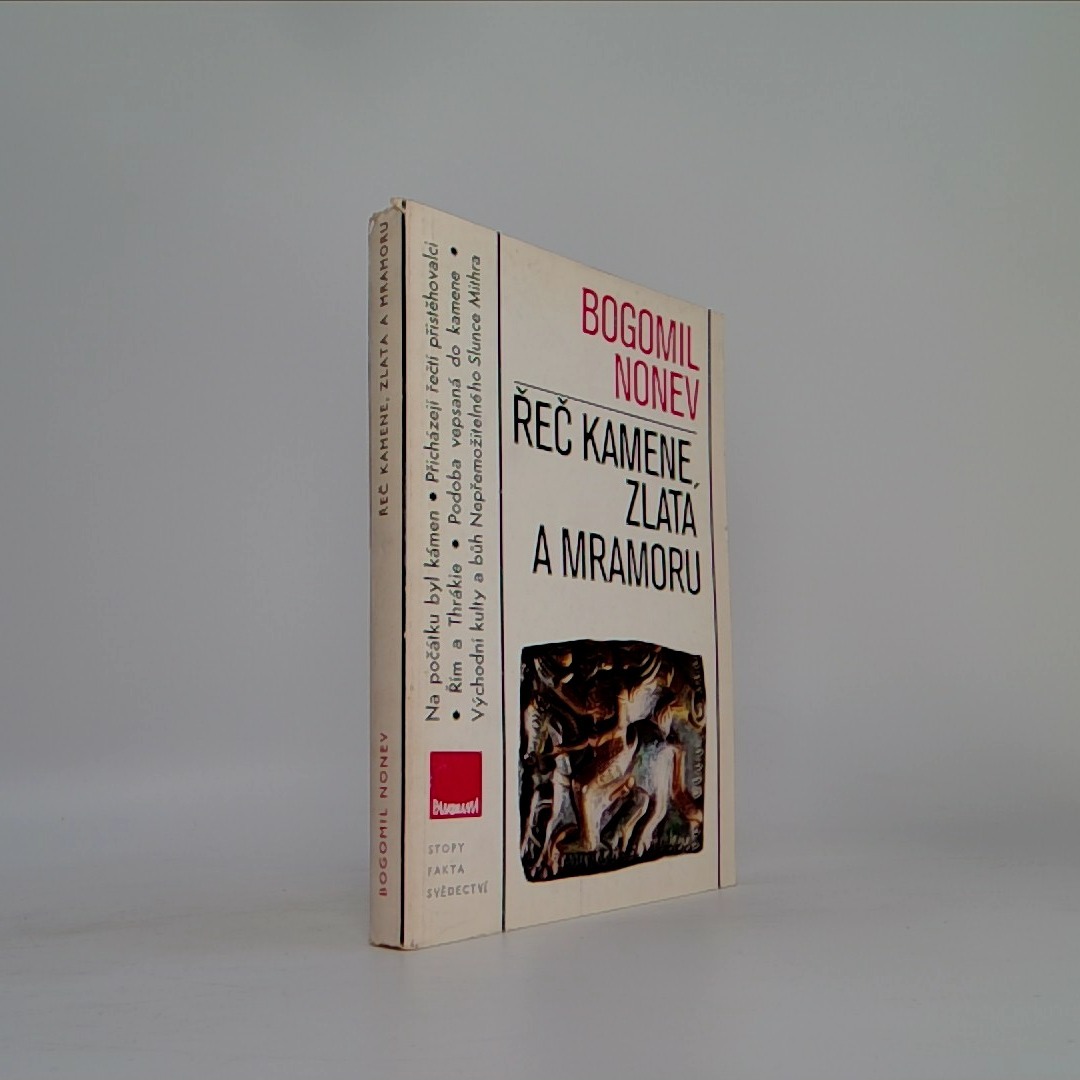 BOGOMIL NONEV
ŘEČ KAMENE, ZLATA A MRAMORU
Na počátku byl kámen • Přicházejí řečtí přistěhovalci
• Řím a Thrákie • Podoba vepsaná do kamene •
Východní kulty a bůh Nepřemožitelného Slunce Mithra
PANORAMA
STOPY
FAKTA
SVĚDECTVÍ
BOGOMIL
NONEV
ŘEČ KAMENE,
ZLATA
A MRAMORU